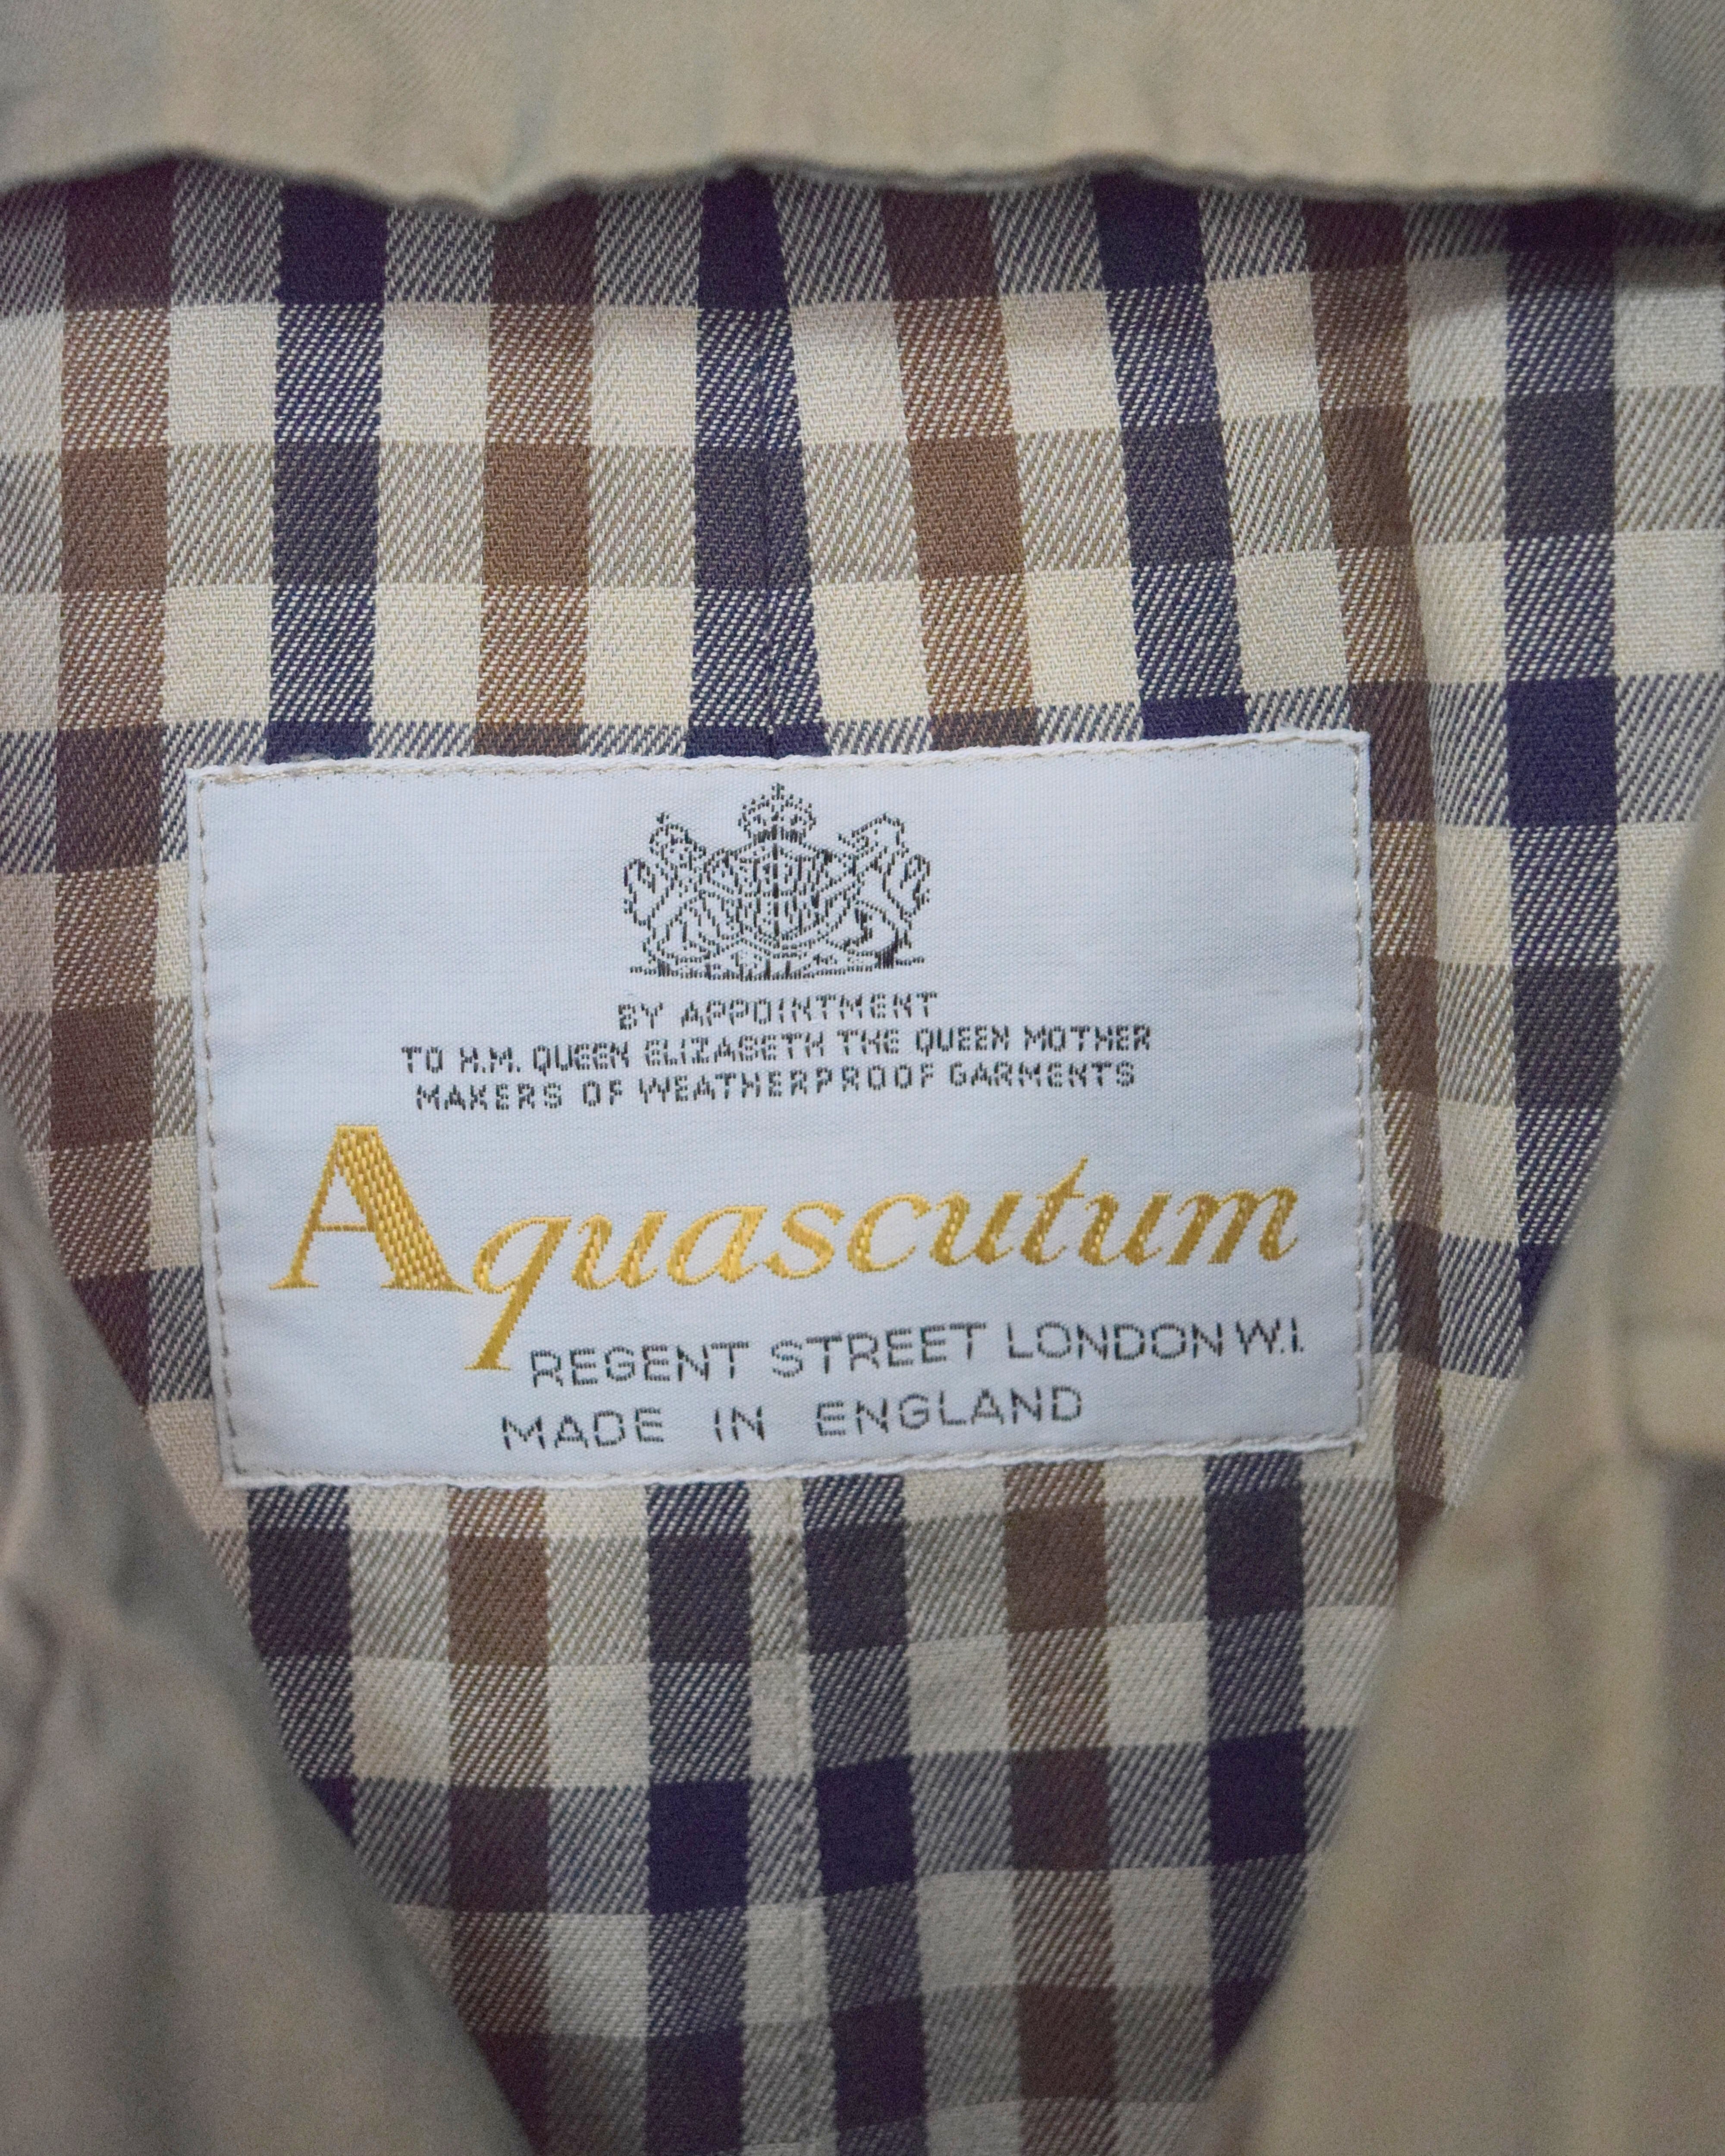 BY APPOINTMENT
TO H.M. QUEEN ELIZABETH THE QUEEN MOTHER
MAKERS OF WEATHERPROOF GARMENTS
Aquascutum
REGENT STREET LONDON W.I.
MADE IN ENGLAND